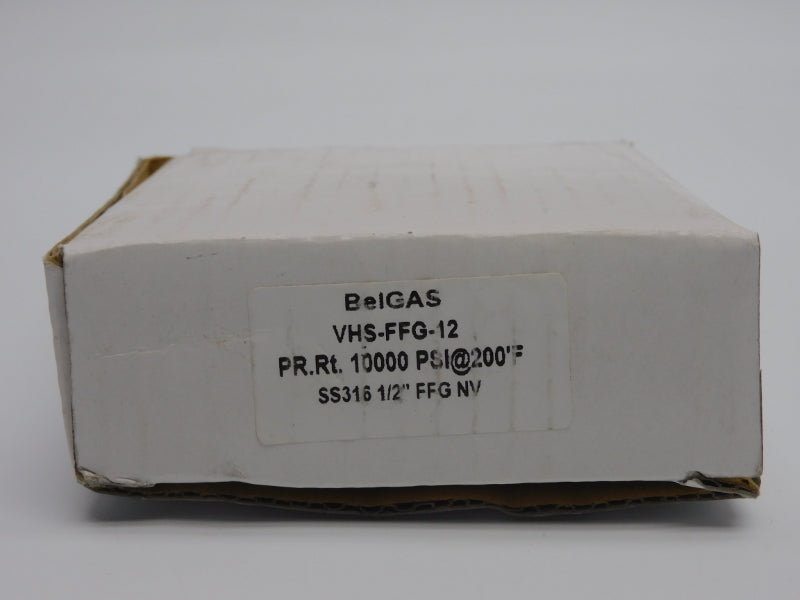 BelGAS
VHS-FFG-12
PR.Rt. 10000 PSI@200'F
SS316 1/2" FFG NV